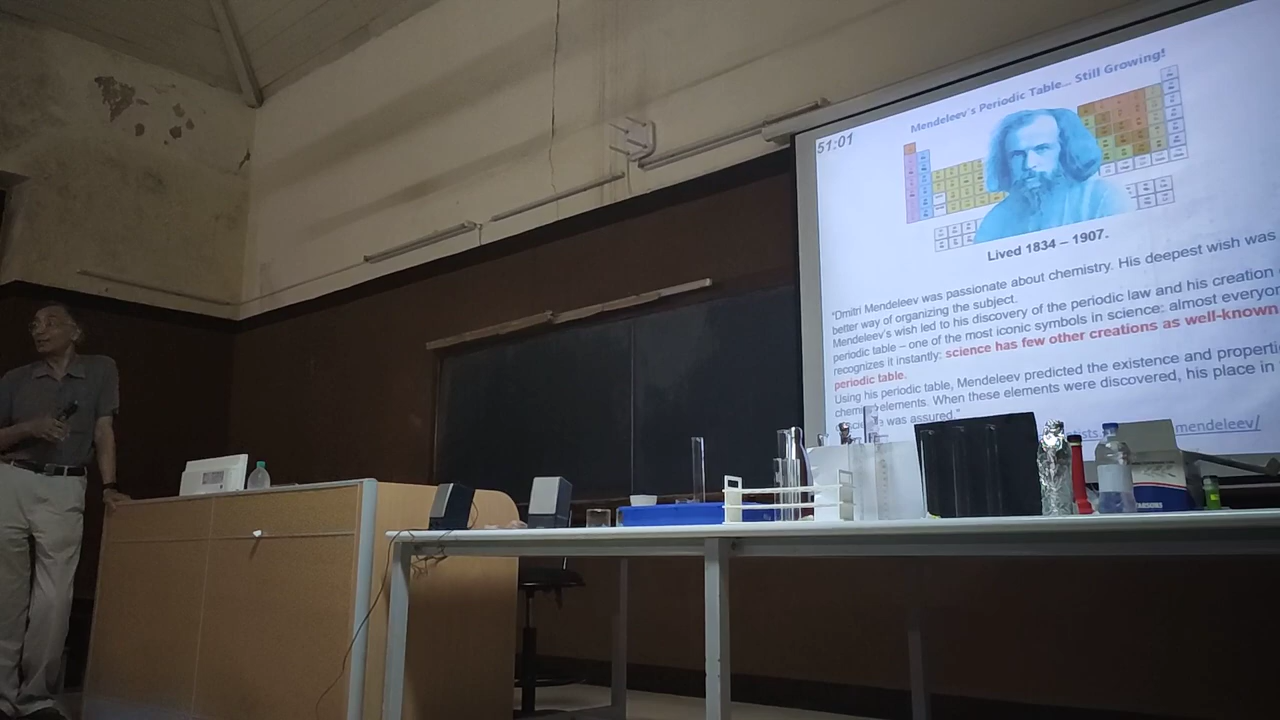 51:01
Mendeleev's Periodic Table... Still Growing!
Lived 1834 – 1907.
"Dmitri Mendeleev was passionate about chemistry. His deepest wish was
better way of organizing the subject.
Mendeleev's wish led to his discovery of the periodic law and his creation
periodic table – one of the most iconic symbols in science: almost everyon
recognizes it instantly: science has few other creations as well-known
periodic table.
Using his periodic table, Mendeleev predicted the existence and properti
elements. When these elements were discovered, his place in
was assured."
mendeleev/